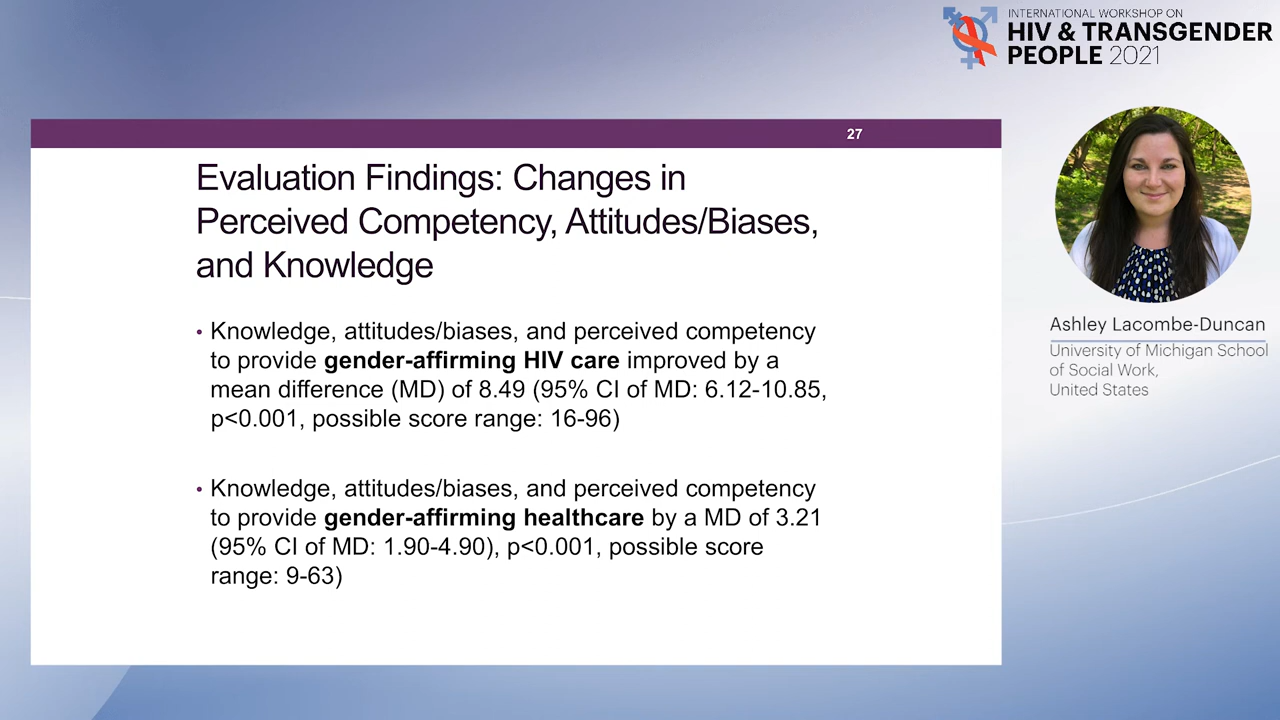 INTERNATIONAL WORKSHOP ON
HIV & TRANSGENDER
PEOPLE 2021
27
Evaluation Findings: Changes in
Perceived Competency, Attitudes/Biases,
and Knowledge
• Knowledge, attitudes/biases, and perceived competency
to provide gender-affirming HIV care improved by a
mean difference (MD) of 8.49 (95% CI of MD: 6.12-10.85,
p<0.001, possible score range: 16-96)
• Knowledge, attitudes/biases, and perceived competency
to provide gender-affirming healthcare by a MD of 3.21
(95% CI of MD: 1.90-4.90), p<0.001, possible score
range: 9-63)
Ashley Lacombe-Duncan
University of Michigan School
of Social Work,
United States